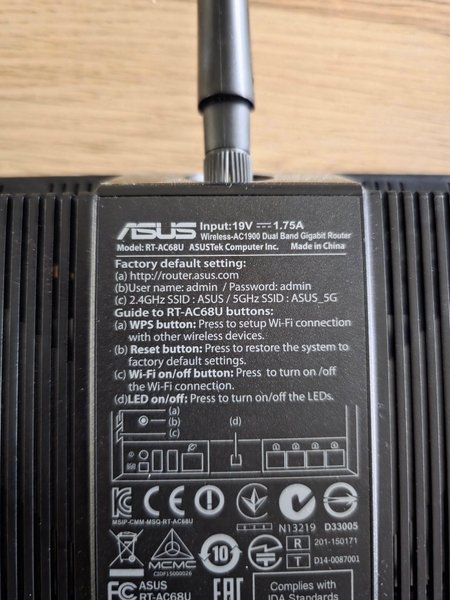 ASUS Input:19V 1.75A
Wireless-AC1900 Dual Band Gigabit Router
Model: RT-AC68U ASUSTek Computer Inc. Made in China
Factory default setting:
(a) http://router.asus.com
(b)User name: admin / Password: admin
(c) 2.4GHz SSID : ASUS / 5GHz SSID : ASUS_5G
Guide to RT-AC68U buttons:
(a) WPS button: Press to setup Wi-Fi connection
with other wireless devices.
(b) Reset button: Press to restore the system to
factory default settings.
(c) Wi-Fi on/off button: Press to turn on /off
the Wi-Fi connection.
(d)LED on/off: Press to turn on/off the LEDs.
(a)
(b) (d)
(c)
MSIP-CMM-MSQ-RT-AC68U
N13219 D33005
R 201-150171
T D14-0087001
MCMC
CIDF15000026
10
FC ASUS
RT-AC68U
EAC
Complies with
IDA Standards